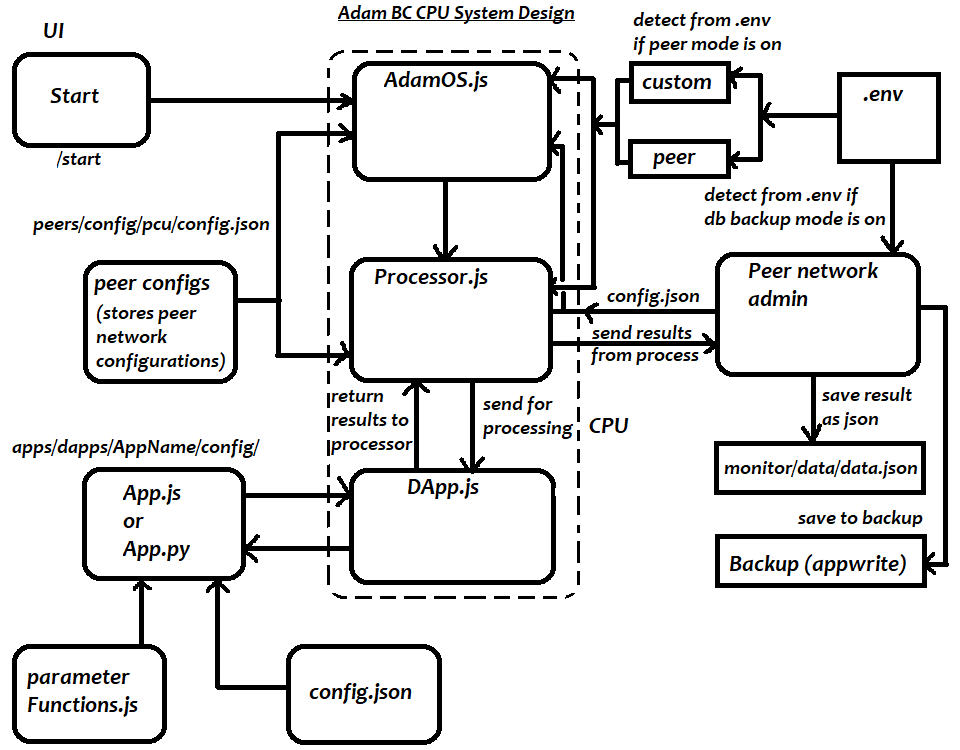 Adam BC CPU System Design
UI
Start
/start
AdamOS.js
detect from .env
if peer mode is on
custom
peer
.env
detect from .env if
db backup mode is on
peers/config/pcu/config.json
peer configs
(stores peer
network
configurations)
Processor.js
config.json
send results
from process
Peer network
admin
return
results to
processor
send for
processing
CPU
save result
as json
monitor/data/data.json
save to backup
Backup (appwrite)
apps/dapps/AppName/config/
App.js
or
App.py
DApp.js
parameter
Functions.js
config.json